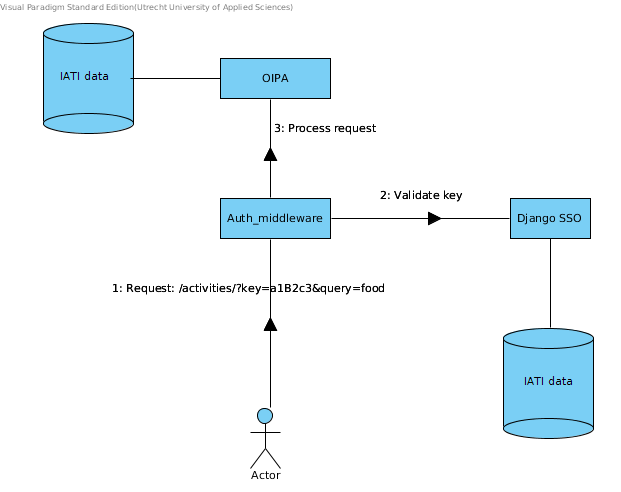 Visual Paradigm Standard Edition(Utrecht University of Applied Sciences)
IATI data
OIPA
3: Process request
2: Validate key
Auth_middleware
Django SSO
1: Request: /activities/?key=a1B2c3&query=food
IATI data
Actor